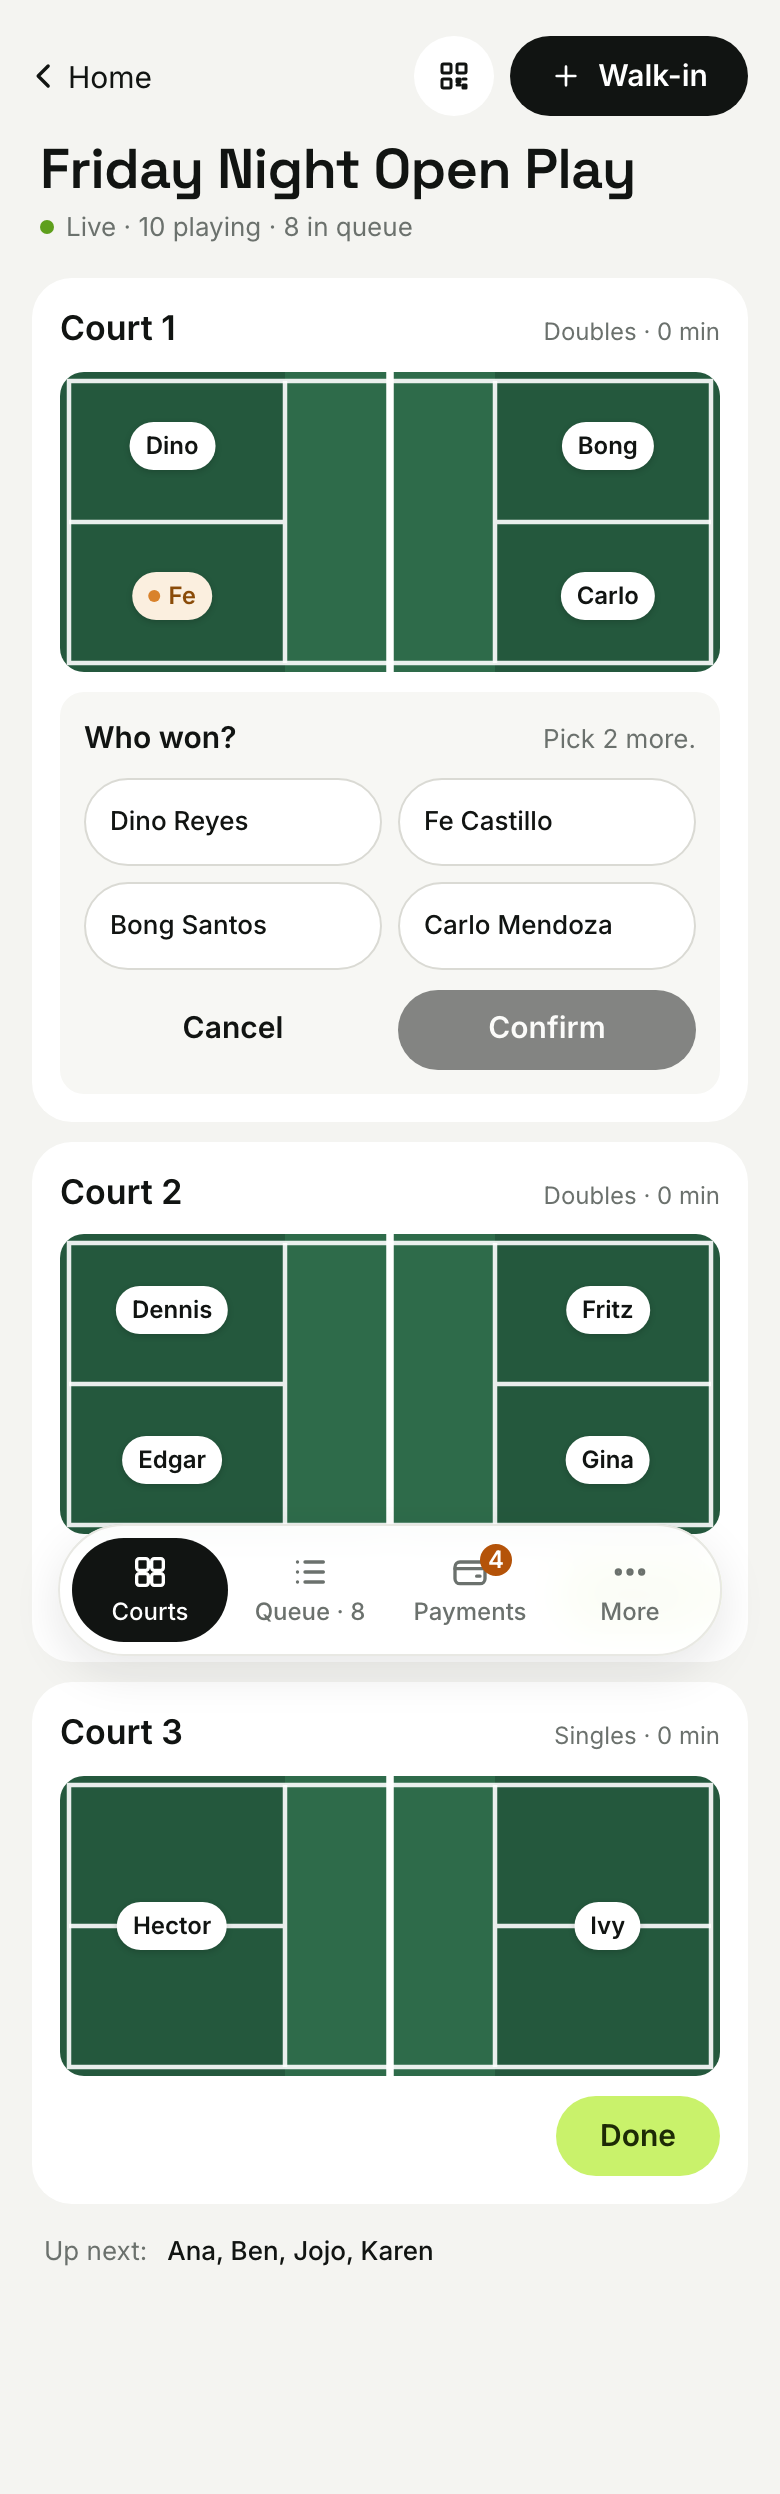 Home
Walk-in
Friday Night Open Play
Live · 10 playing · 8 in queue
Court 1
Doubles · 0 min
Dino
Bong
Fe
Carlo
Who won?
Pick 2 more.
Dino Reyes
Fe Castillo
Bong Santos
Carlo Mendoza
Cancel
Confirm
Court 2
Doubles · 0 min
Dennis
Fritz
Edgar
Gina
4
Courts
Queue · 8
Payments
More
Court 3
Singles · 0 min
Hector
Ivy
Done
Up next: Ana, Ben, Jojo, Karen